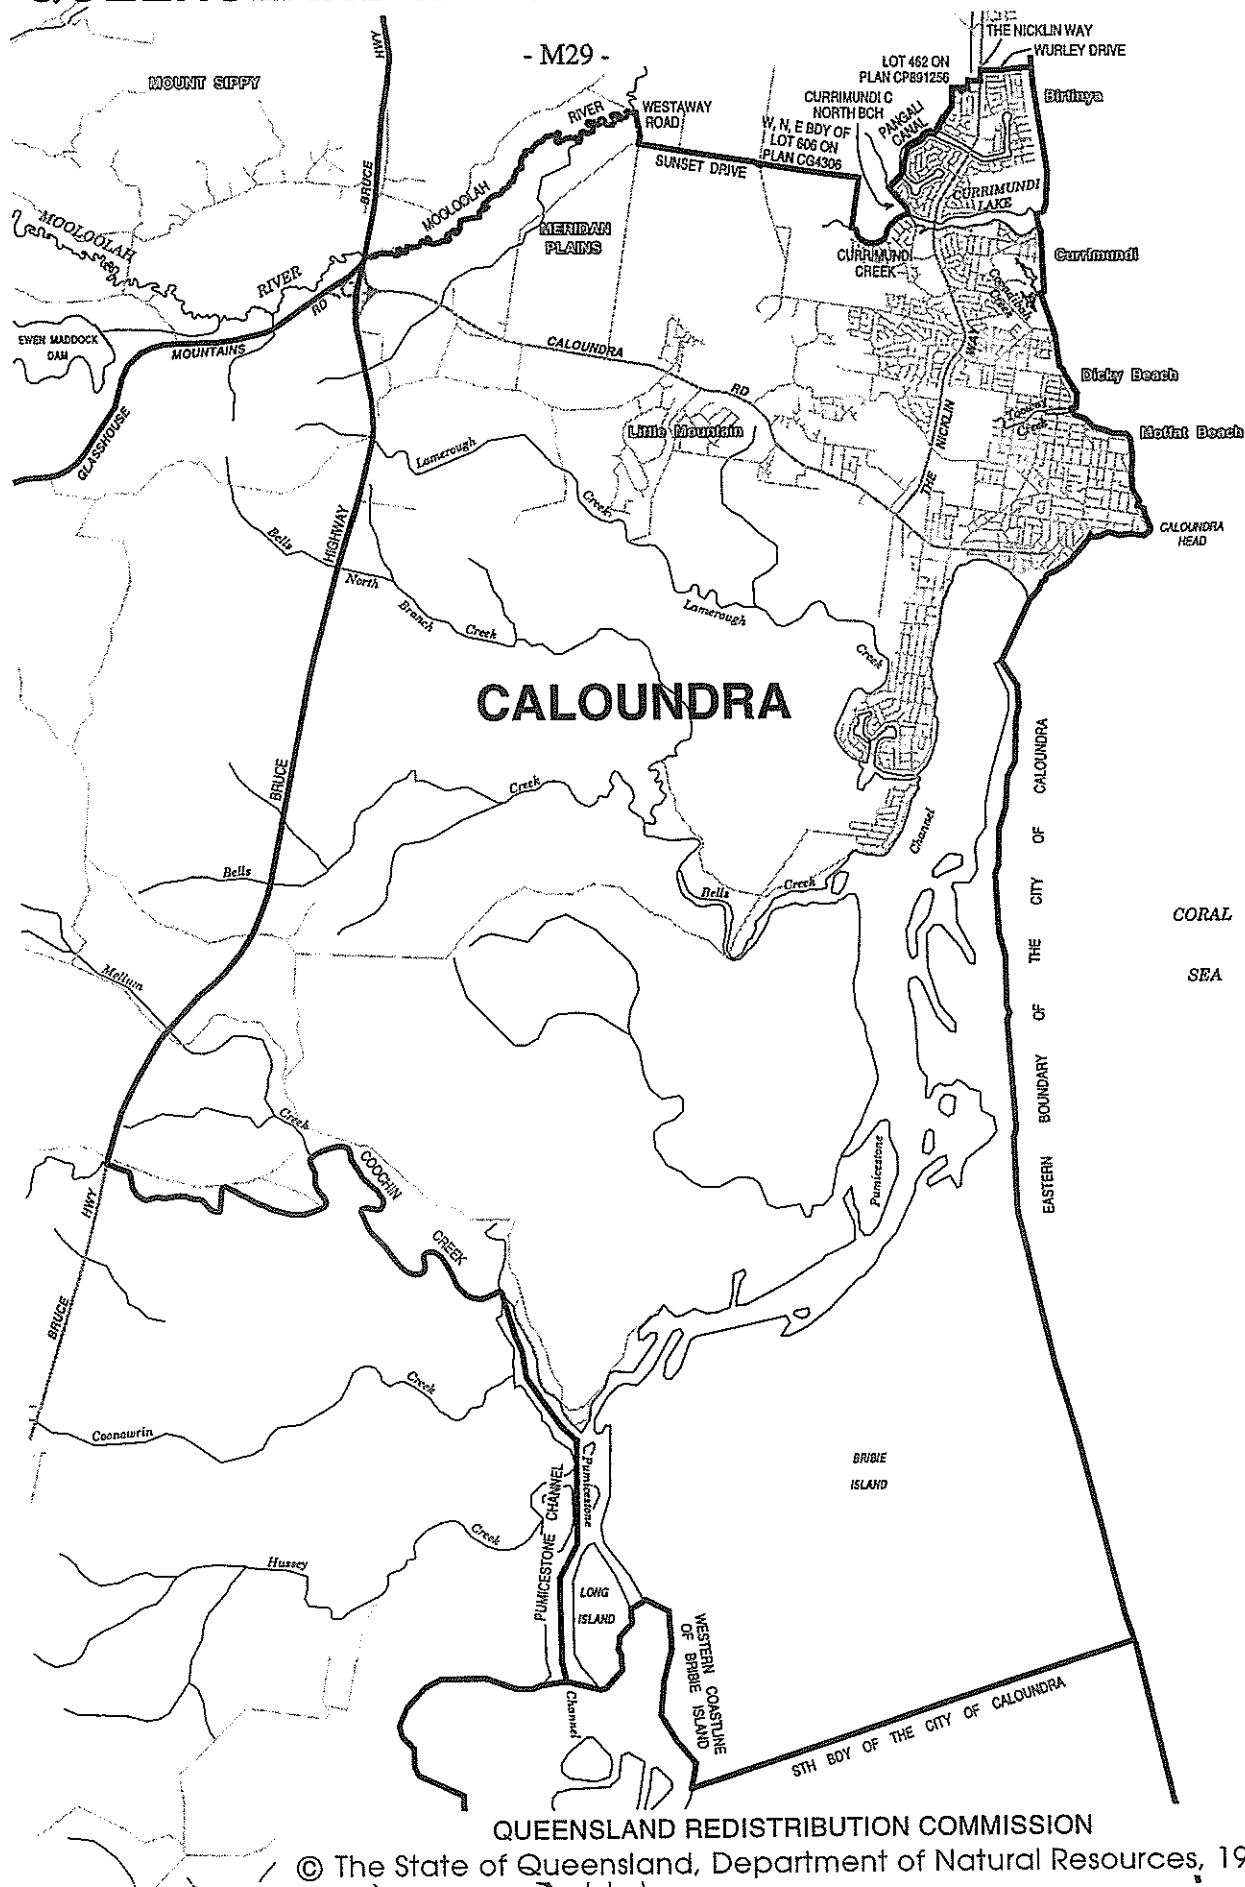 - M29 -
HWY
THE NICKLIN WAY
WURLEY DRIVE
LOT 462 ON
PLAN CP891256
MOUNT SIPPY
Birtinya
CURRIMUNDI C
NORTH BCH
PANGALI
CANAL
RIVER
WESTAWAY
ROAD
W, N, E BDY OF
LOT 606 ON
PLAN CG4306
SUNSET DRIVE
BRUCE
CURRIMUNDI
LAKE
MOOLOOLAH
MOOLOOLAH
RIVER
MERIDAN
PLAINS
CURRIMUNDI
CREEK
Currimundi
Creek
RD
EWEN MADDOCK
DAM
MOUNTAINS
CALOUNDRA
WAY
Dicky Beach
RD
GLASSHOUSE
Little Mountain
NICKLIN
Tooway
Creek
Moffat Beach
Lamerough
Creek
THE
CALOUNDRA
HEAD
HIGHWAY
Bells
North
Branch
Creek
Lamerough
Creek
CALOUNDRA
BRUCE
Creek
Channel
Bells
Bells
Creek
EASTERN BOUNDARY OF THE CITY OF CALOUNDRA
CORAL
SEA
Mellum
Creek
COOCHIN
CREEK
Pumicestone
HWY
BRUCE
Creek
Coonowrin
BRIBIE
ISLAND
PUMICESTONE CHANNEL
Pumicestone
Creek
Hussey
LONG
ISLAND
WESTERN COASTLINE
OF BRIBIE ISLAND
Channel
STH BDY OF THE CITY OF CALOUNDRA
QUEENSLAND REDISTRIBUTION COMMISSION
© The State of Queensland, Department of Natural Resources, 19